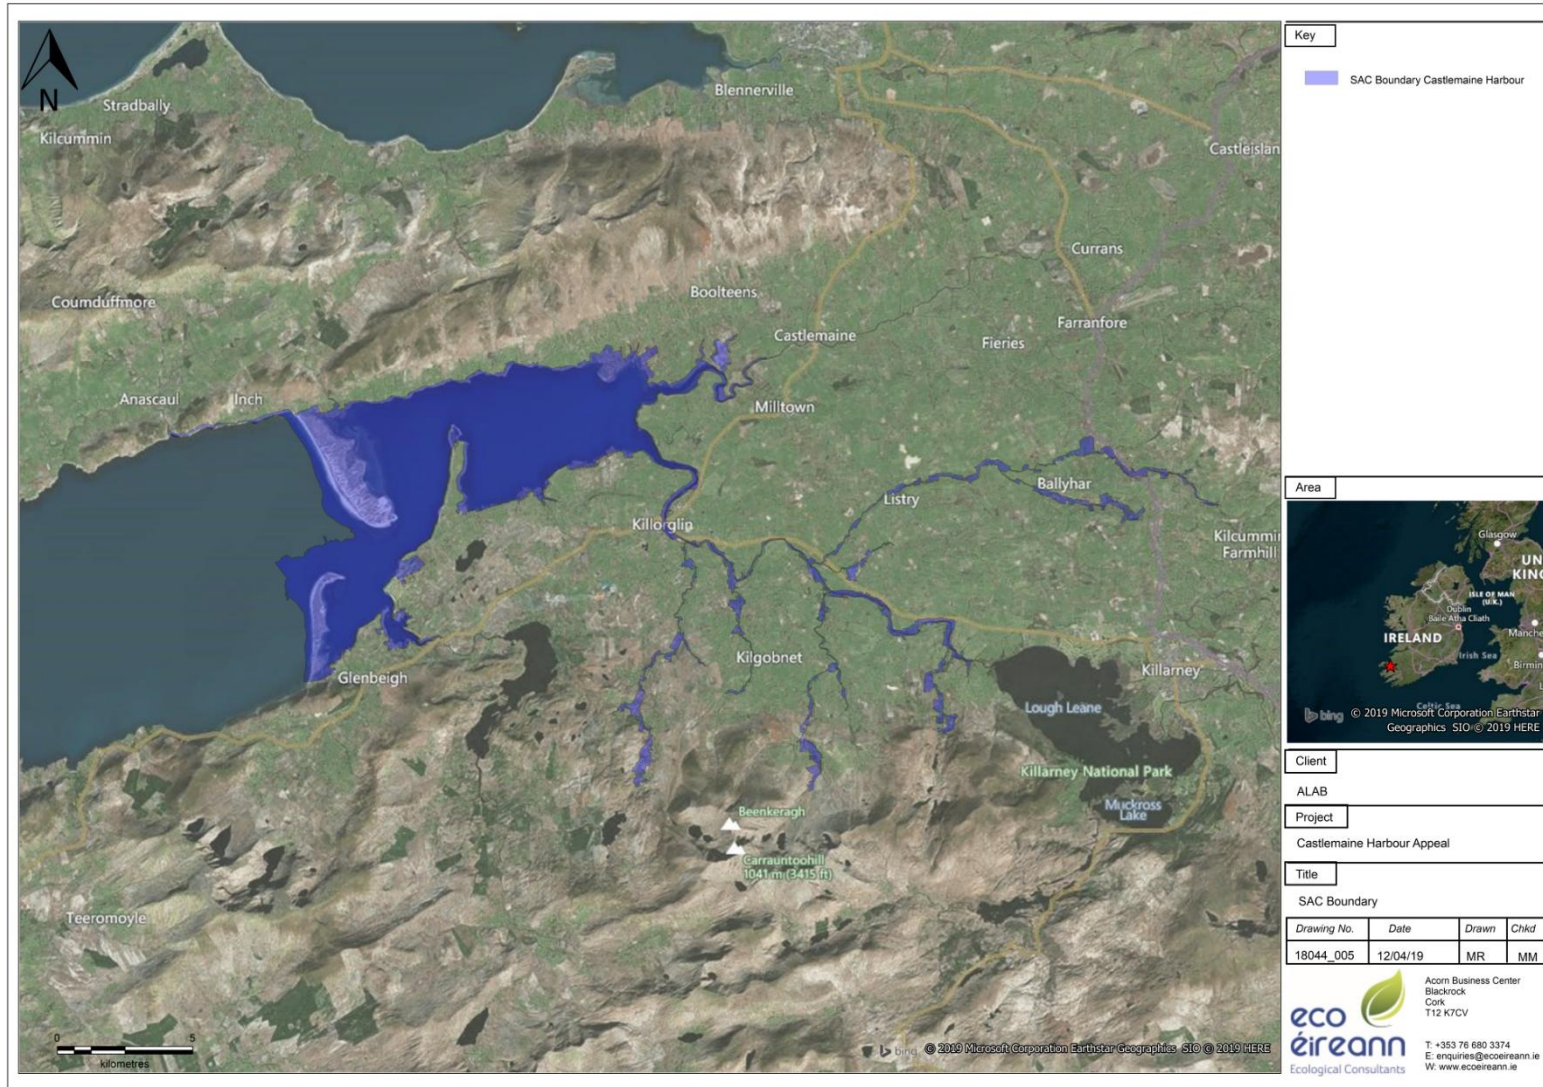 N
Stradbally
Kilcummin
Blennerville
Castleislan
Currans
Coumduffmore
Boolteens
Castlemaine
Farranfore
Fieries
Anascaul
Inch
Milltown
Listry
Ballyhar
Killorglin
Kilcummi
Farmhill
Kilgobnet
Glenbeigh
Killarney
Lough Leane
Killarney National Park
Muckross
Lake
Beenkeragh
Carrauntoohill
1041 m (3415 ft)
Teeromoyle
0 5
kilometres
bing © 2019 Microsoft Corporation Earthstar Geographics SIO © 2019 HERE
Key
SAC Boundary Castlemaine Harbour
Area
Glasgow
UN
KING
ISLE OF MAN
(U.K.)
Dublin
Baile Átha Cliath
Manche
IRELAND
Irish Sea
Birmin
Celtic Sea
bing © 2019 Microsoft Corporation Earthstar
Geographics SIO © 2019 HERE
Client
ALAB
Project
Castlemaine Harbour Appeal
Title
SAC Boundary
Drawing No. Date Drawn Chkd
18044_005 12/04/19 MR MM
eco
éireann
Ecological Consultants
Acorn Business Center
Blackrock
Cork
T12 K7CV
T: +353 76 680 3374
E: enquiries@ecoeireann.ie
W: www.ecoeireann.ie